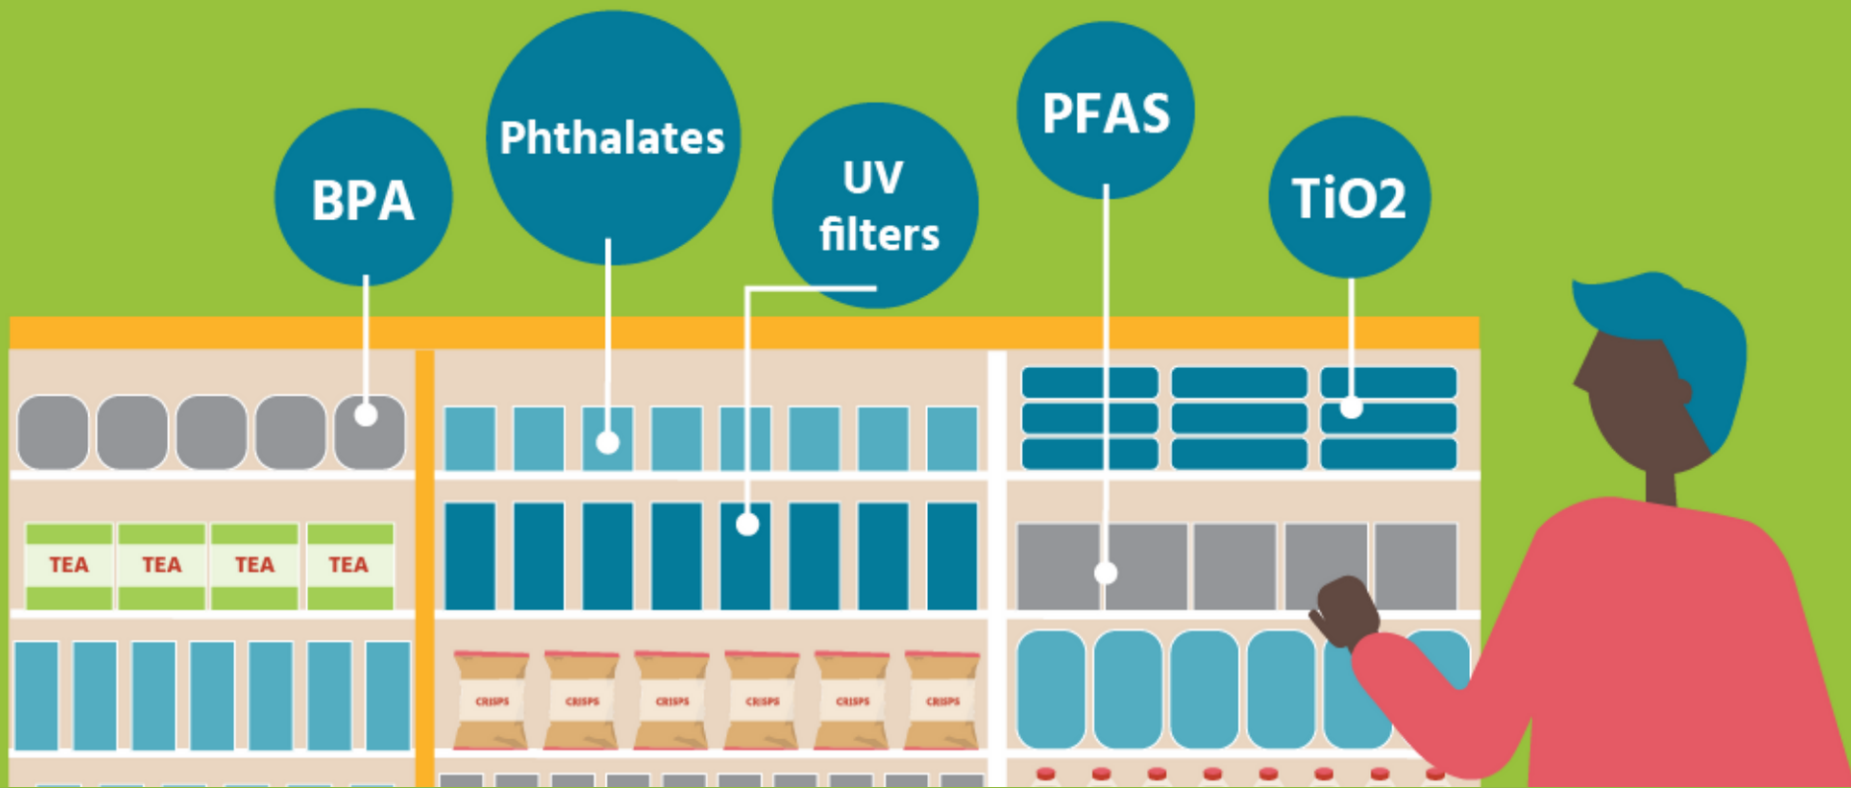 Phthalates
PFAS
BPA
UV
filters
TiO2
TEA
TEA
TEA
TEA
CRISPS
CRISPS
CRISPS
CRISPS
CRISPS
CRISPS